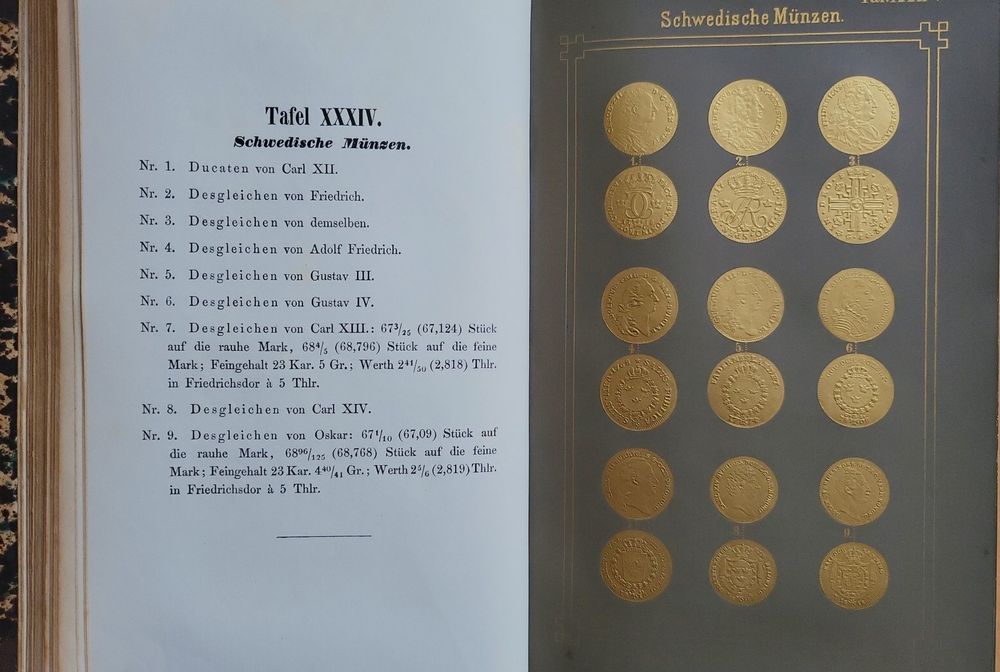 Tafel XXXIV.
Schwedische Münzen.
Nr. 1. Ducaten von Carl XII.
Nr. 2. Desgleichen von Friedrich.
Nr. 3. Desgleichen von demselben.
Nr. 4. Desgleichen von Adolf Friedrich.
Nr. 5. Desgleichen von Gustav III.
Nr. 6. Desgleichen von Gustav IV.
Nr. 7. Desgleichen von Carl XIII.: 67³/₂₅ (67,124) Stück
auf die rauhe Mark, 68⁴/₅ (68,796) Stück auf die feine
Mark; Feingehalt 23 Kar. 5 Gr.; Werth 2⁴¹/₅₀ (2,818) Thlr.
in Friedrichsdor à 5 Thlr.
Nr. 8. Desgleichen von Carl XIV.
Nr. 9. Desgleichen von Oskar: 67¹/₁₀ (67,09) Stück auf
die rauhe Mark, 68⁹⁶/₁₂₅ (68,768) Stück auf die feine
Mark; Feingehalt 23 Kar. 4⁴⁰/₄₁ Gr.; Werth 2⁵/₆ (2,819) Thlr.
in Friedrichsdor à 5 Thlr.
Schwedische Münzen.
1. 2. 3.
4. 5. 6.
8. 9.